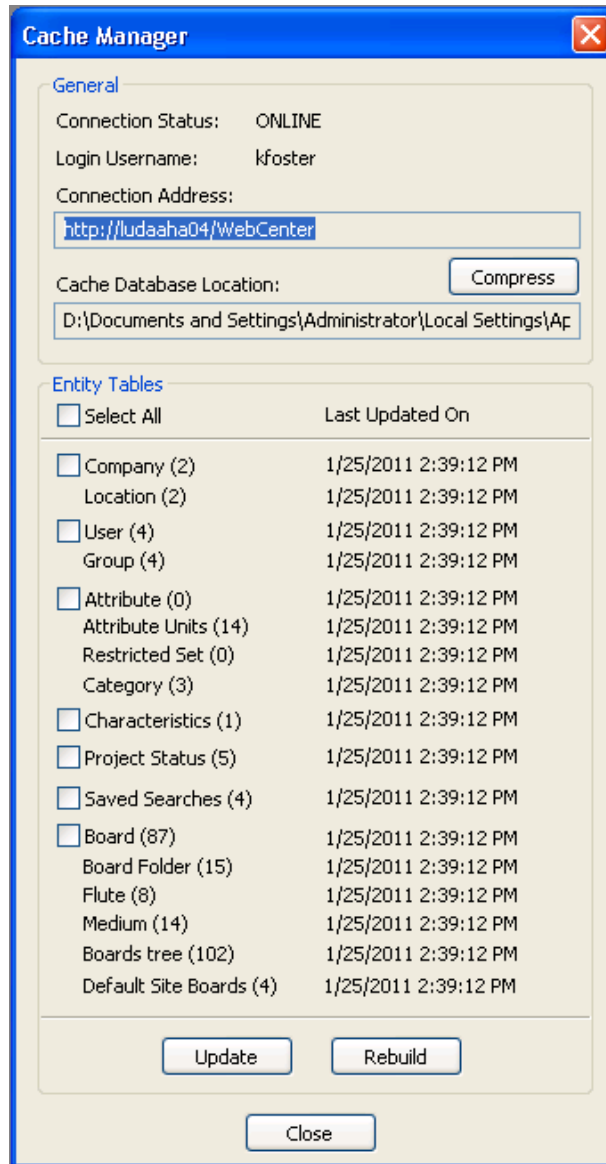 Cache Manager
General
Connection Status: ONLINE
Login Username: kfoster
Connection Address:
http://ludaaha04/WebCenter
Cache Database Location: Compress
D:\Documents and Settings\Administrator\Local Settings\Ap
Entity Tables
Select All Last Updated On
Company (2) 1/25/2011 2:39:12 PM
Location (2) 1/25/2011 2:39:12 PM
User (4) 1/25/2011 2:39:12 PM
Group (4) 1/25/2011 2:39:12 PM
Attribute (0) 1/25/2011 2:39:12 PM
Attribute Units (14) 1/25/2011 2:39:12 PM
Restricted Set (0) 1/25/2011 2:39:12 PM
Category (3) 1/25/2011 2:39:12 PM
Characteristics (1) 1/25/2011 2:39:12 PM
Project Status (5) 1/25/2011 2:39:12 PM
Saved Searches (4) 1/25/2011 2:39:12 PM
Board (87) 1/25/2011 2:39:12 PM
Board Folder (15) 1/25/2011 2:39:12 PM
Flute (8) 1/25/2011 2:39:12 PM
Medium (14) 1/25/2011 2:39:12 PM
Boards tree (102) 1/25/2011 2:39:12 PM
Default Site Boards (4) 1/25/2011 2:39:12 PM
Update Rebuild
Close